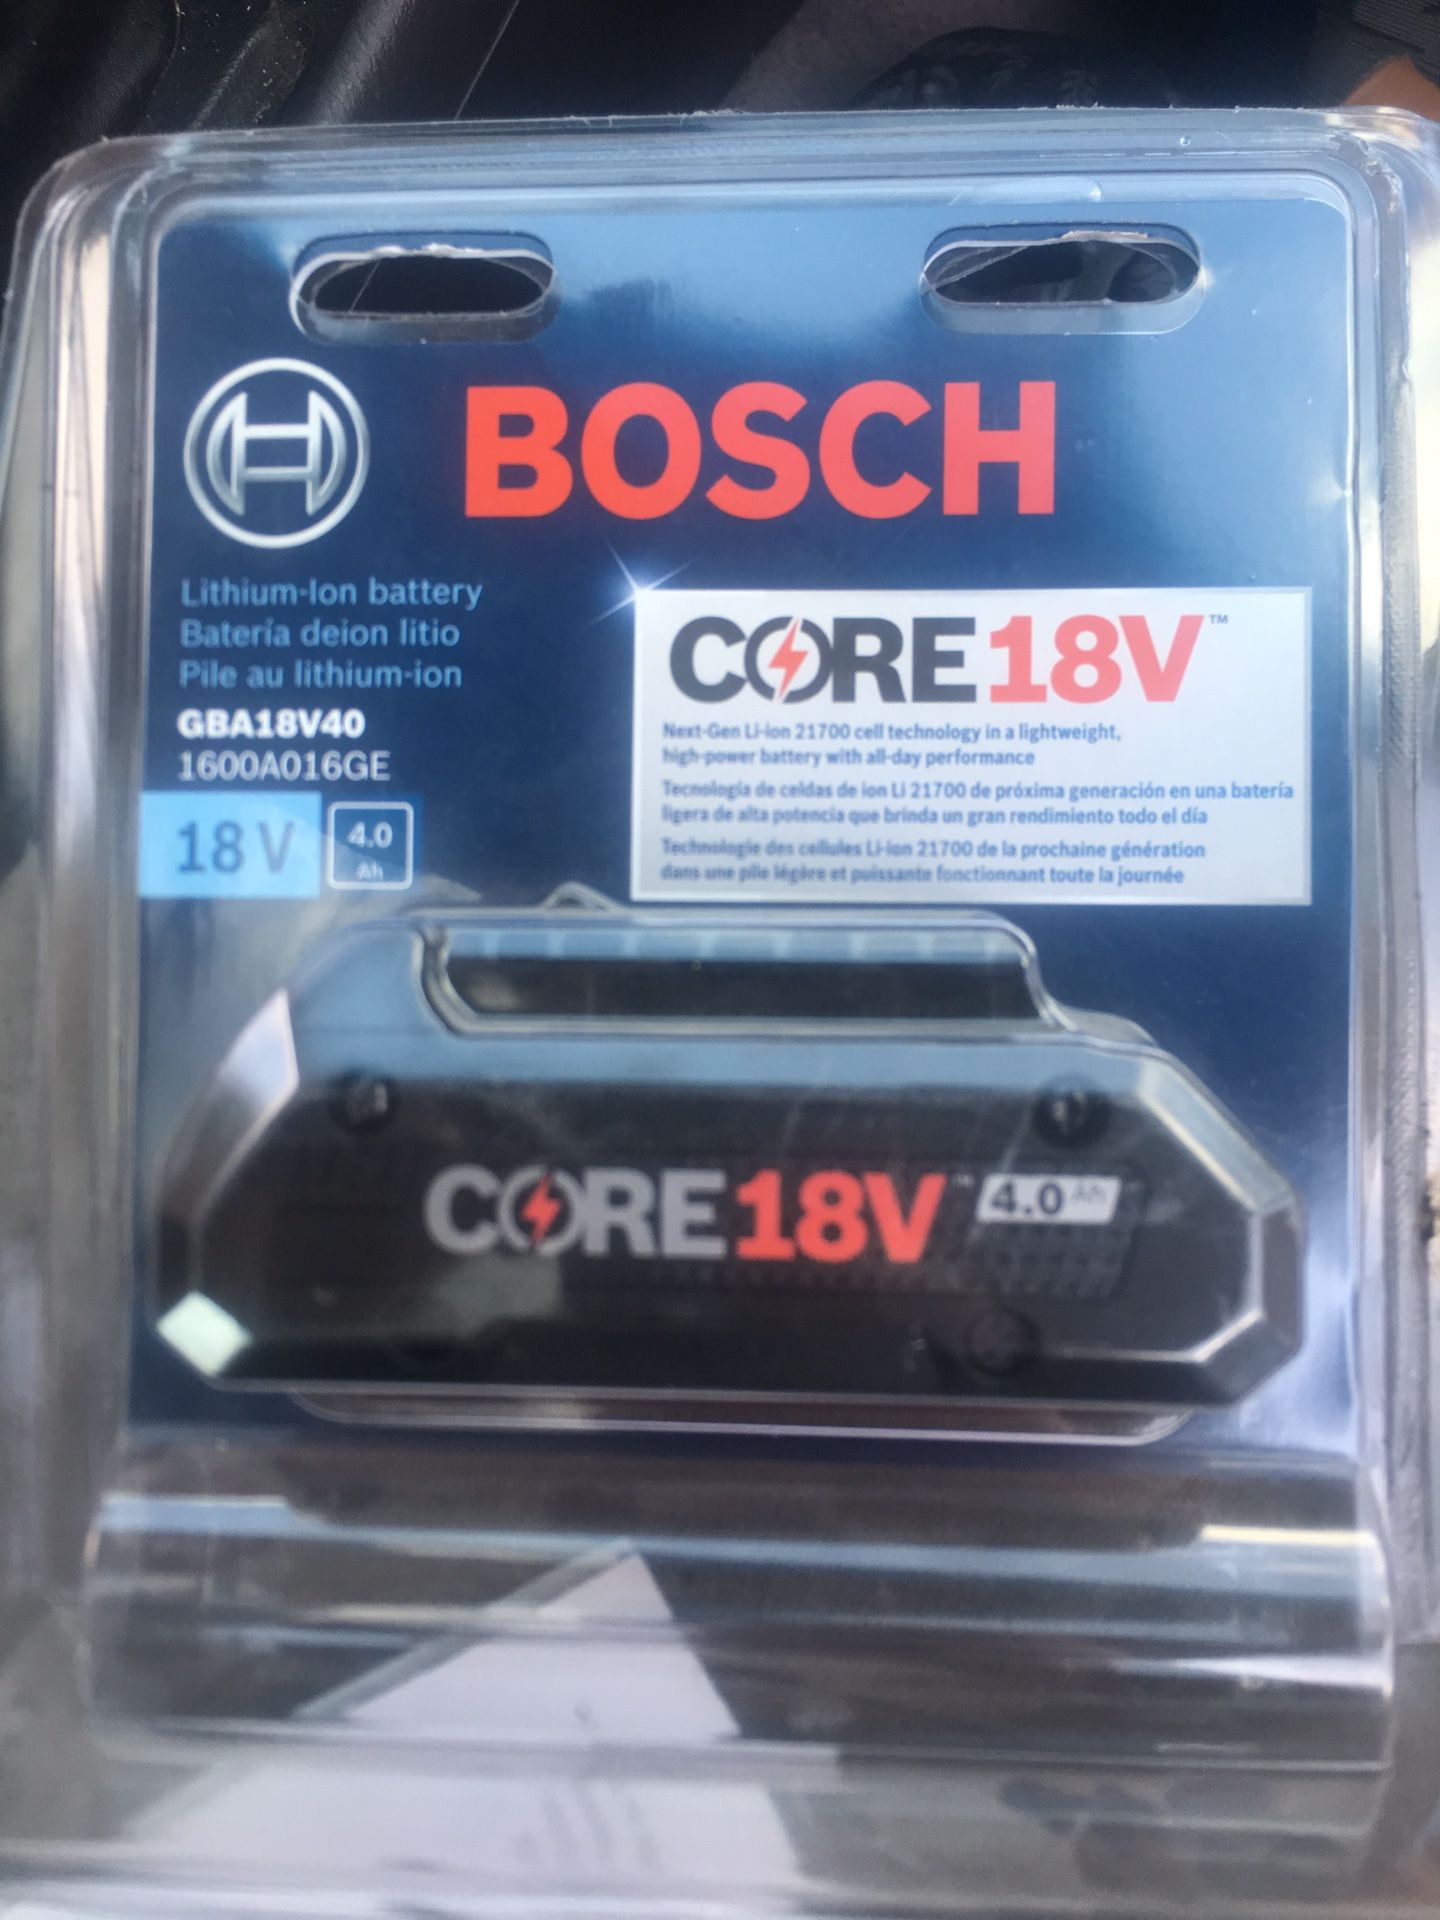 BOSCH
Lithium-Ion battery
Batería deion litio
Pile au lithium-ion
GBA18V40
1600A016GE
18 V
4.0
Ah
CORE18V™
Next-Gen Li-ion 21700 cell technology in a lightweight,
high-power battery with all-day performance
Tecnología de celdas de ion Li 21700 de próxima generación en una batería
ligera de alta potencia que brinda un gran rendimiento todo el día
Technologie des cellules Li-ion 21700 de la prochaine génération
dans une pile légère et puissante fonctionnant toute la journée
CORE18V™ 4.0 Ah